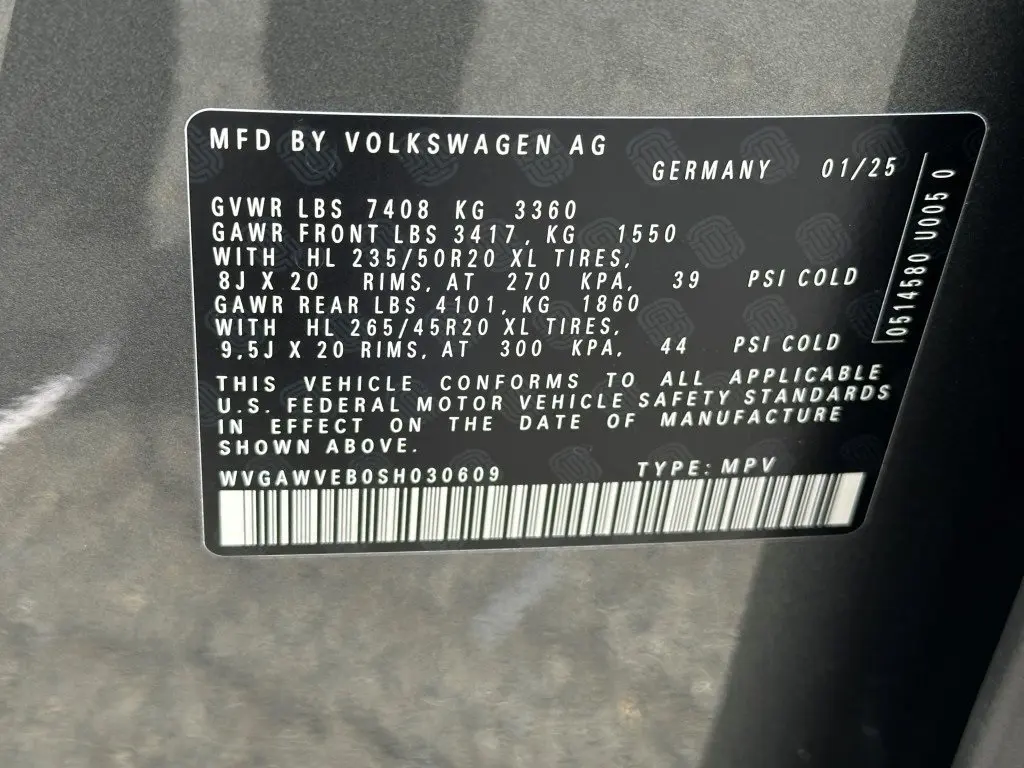 MFD BY VOLKSWAGEN AG
GERMANY 01/25
GVWR LBS 7408 KG 3360
GAWR FRONT LBS 3417, KG 1550
WITH HL 235/50R20 XL TIRES,
8J X 20 RIMS, AT 270 KPA, 39 PSI COLD
GAWR REAR LBS 4101, KG 1860
WITH HL 265/45R20 XL TIRES,
9,5J X 20 RIMS, AT 300 KPA, 44 PSI COLD
THIS VEHICLE CONFORMS TO ALL APPLICABLE
U.S. FEDERAL MOTOR VEHICLE SAFETY STANDARDS
IN EFFECT ON THE DATE OF MANUFACTURE
SHOWN ABOVE.
WVGAWVEB0SH030609 TYPE: MPV
0514580 U005 0